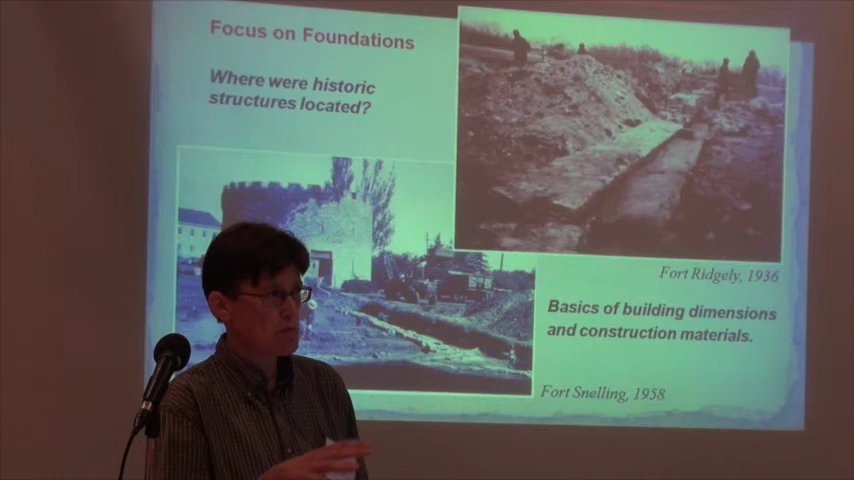 Focus on Foundations
Where were historic
structures located?
Fort Ridgely, 1936
Basics of building dimensions
and construction materials.
Fort Snelling, 1958